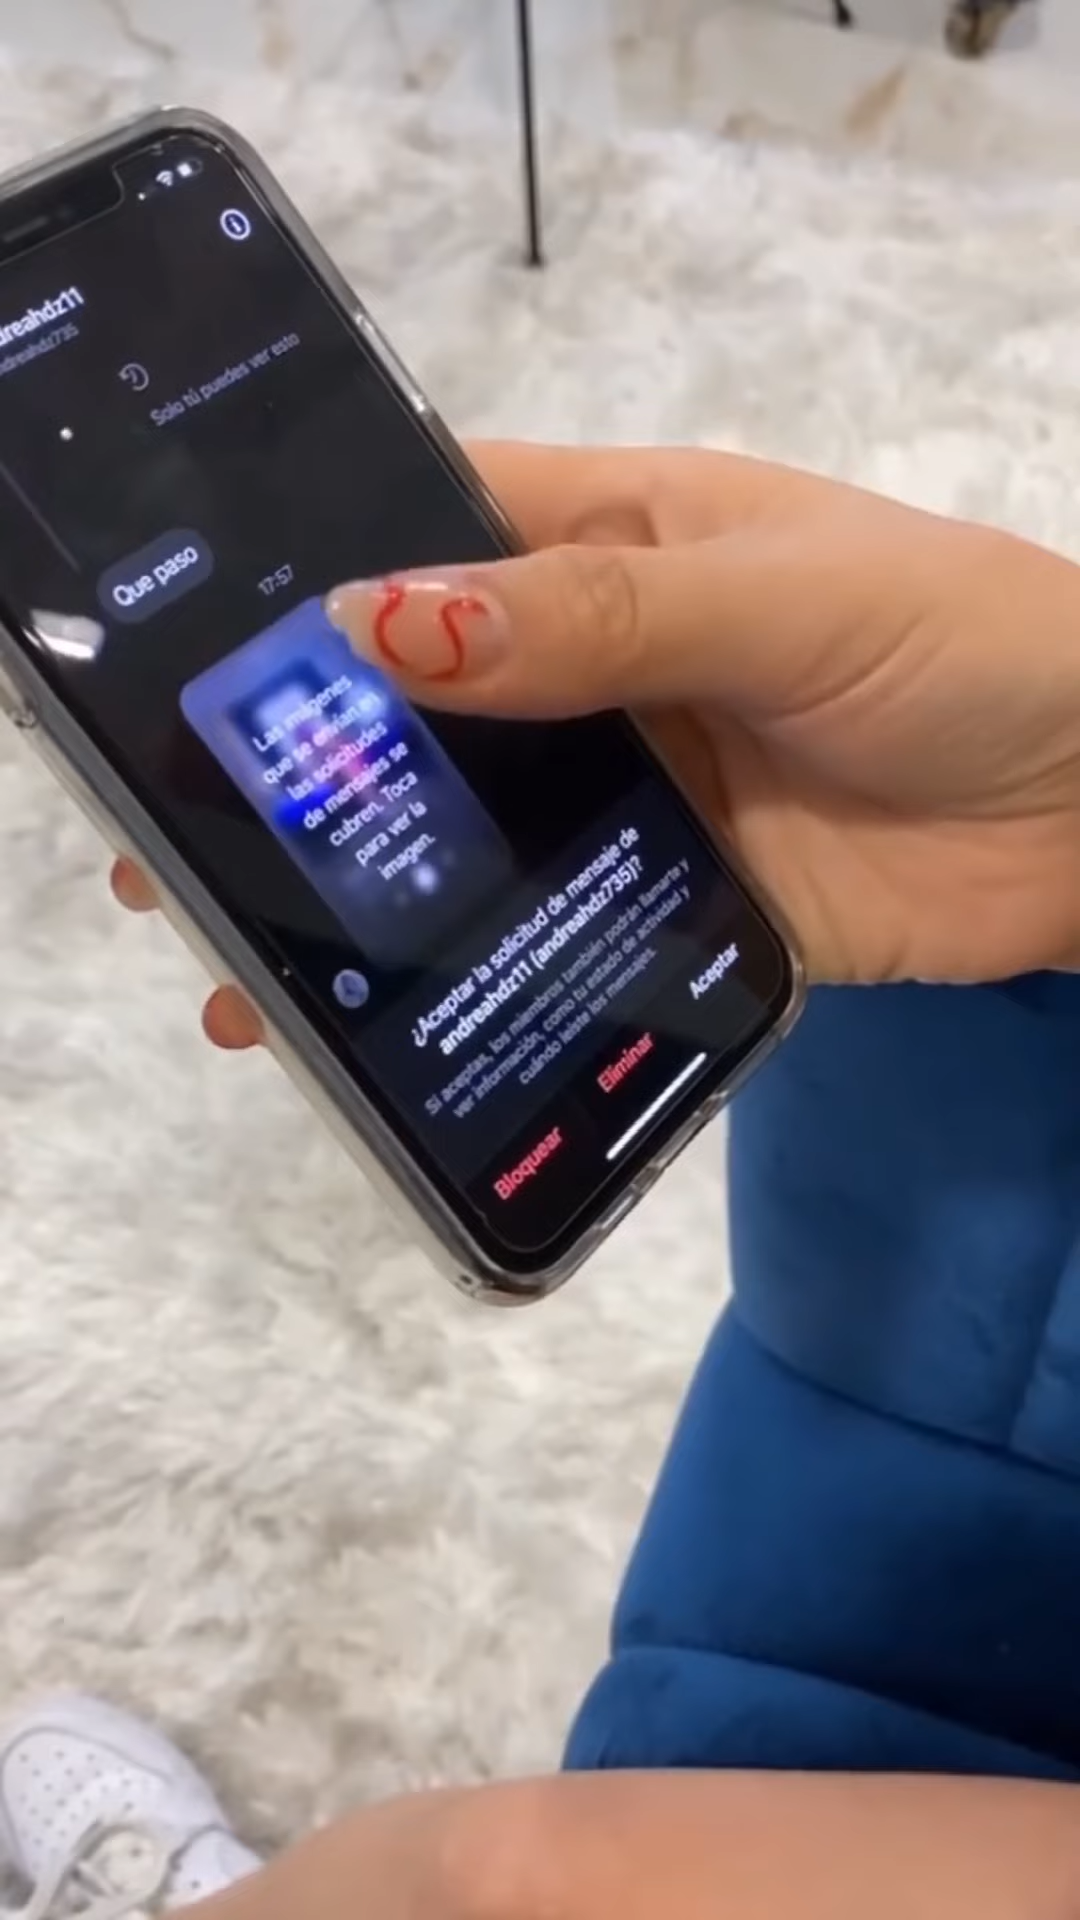 dreahdz11
ndreahdz735
Solo tú puedes ver esto
Que paso
17:57
Las imágenes
que se envían en
las solicitudes
de mensajes se
cubren. Toca
para ver la
imagen.
¿Aceptar la solicitud de mensaje de
andreahdz11 (andreahdz735)?
Si aceptas, los miembros también podrán llamarte y
ver información, como tu estado de actividad y
cuándo leíste los mensajes.
Bloquear
Eliminar
Aceptar